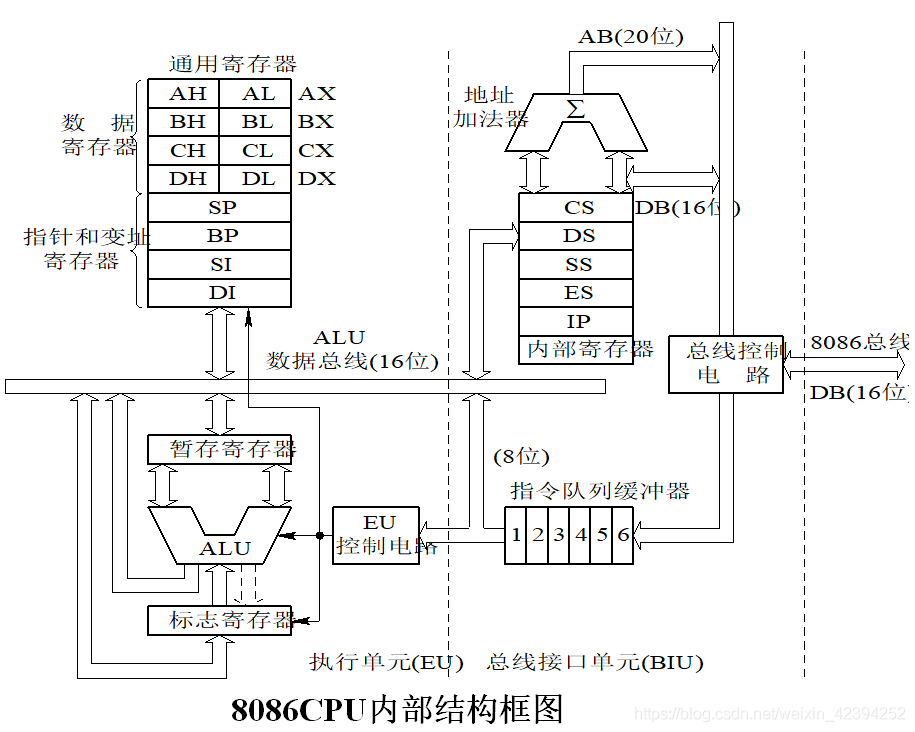 通用寄存器
AH AL AX
BH BL BX
CH CL CX
DH DL DX
数 据
寄存器
SP
BP
SI
DI
指针和变址
寄存器
AB(20位)
地址
加法器
Σ
CS
DS
SS
ES
IP
内部寄存器
DB(16位)
ALU
数据总线(16位)
总线控制
电 路
8086总线
DB(16位)
暂存寄存器
(8位)
指令队列缓冲器
1 2 3 4 5 6
EU
控制电路
ALU
标志寄存器
执行单元(EU)
总线接口单元(BIU)
8086CPU内部结构框图
https://blog.csdn.net/weixin_42394252